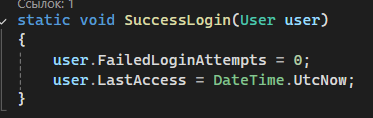 Ссылок: 1
static void SuccessLogin(User user)
{
user.FailedLoginAttempts = 0;
user.LastAccess = DateTime.UtcNow;
}